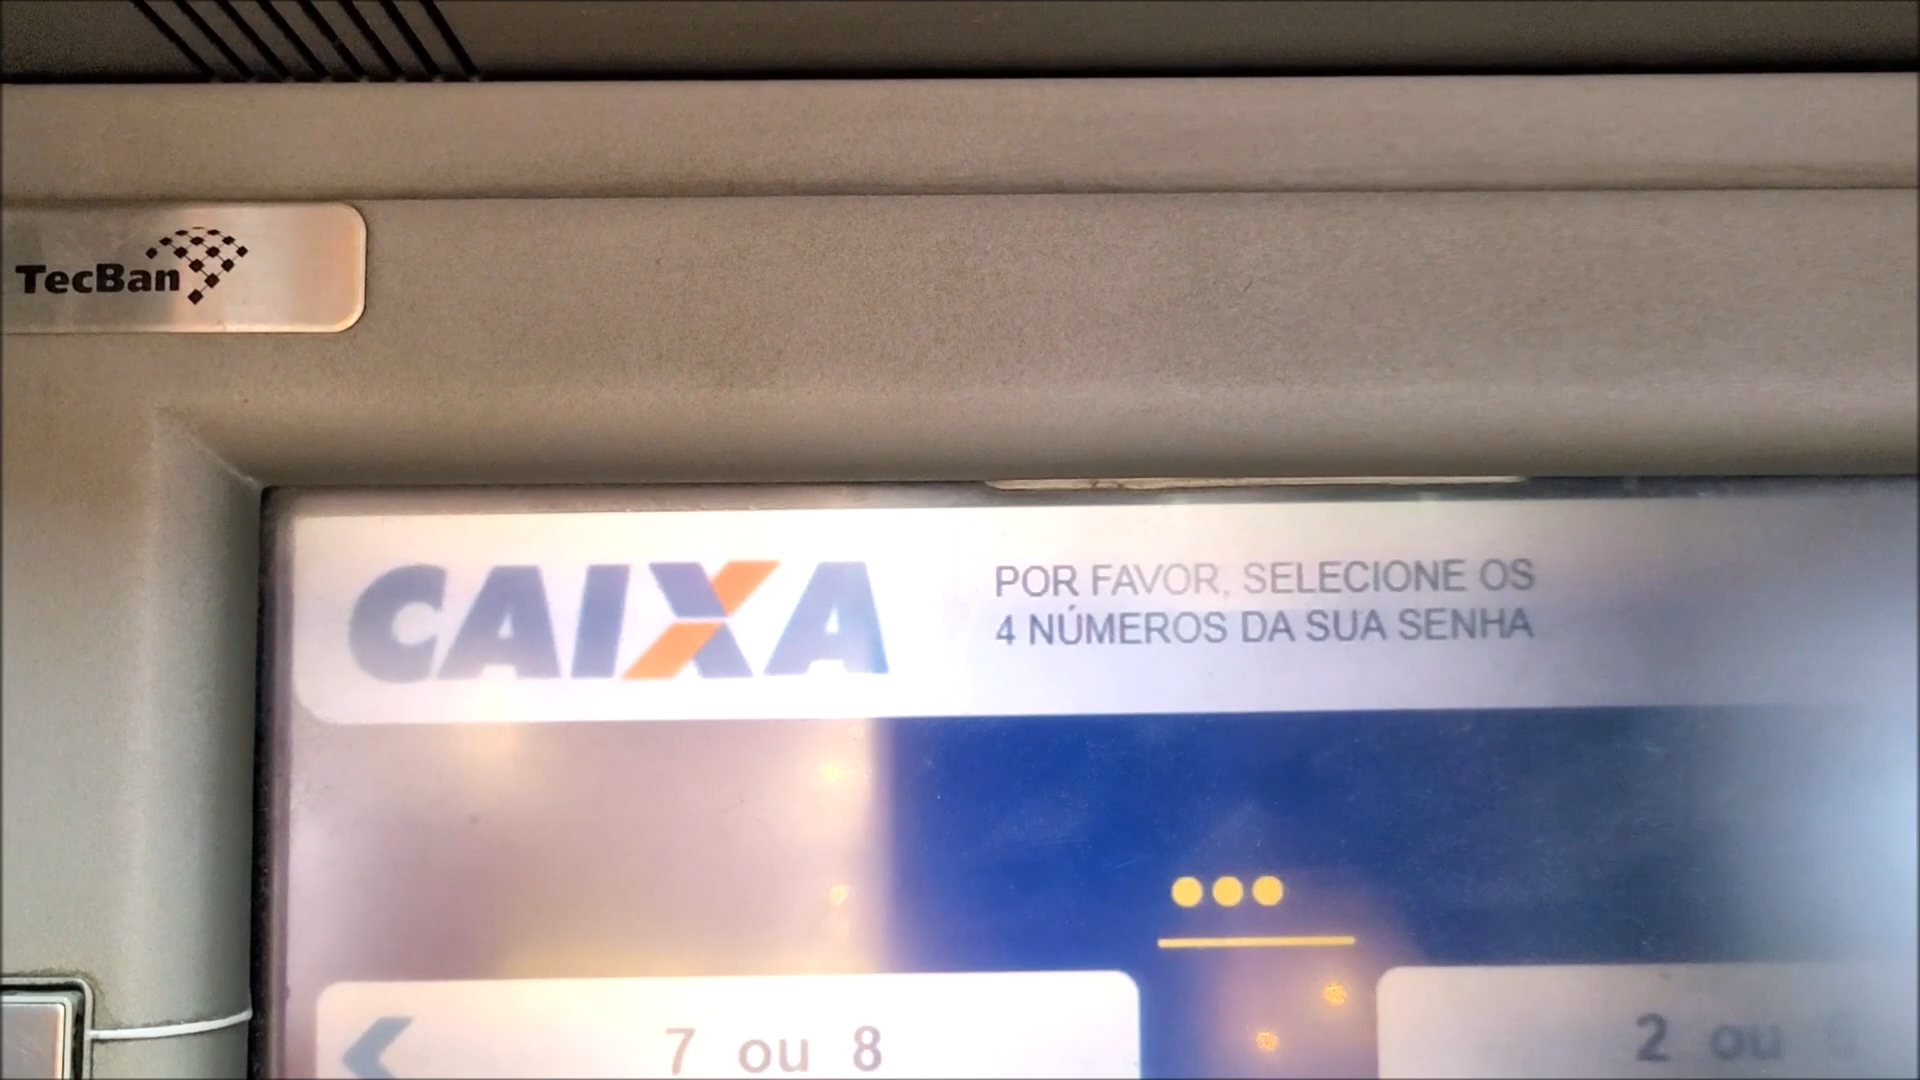 TecBan
CAIXA
POR FAVOR, SELECIONE OS
4 NÚMEROS DA SUA SENHA
7 ou 8
2 ou